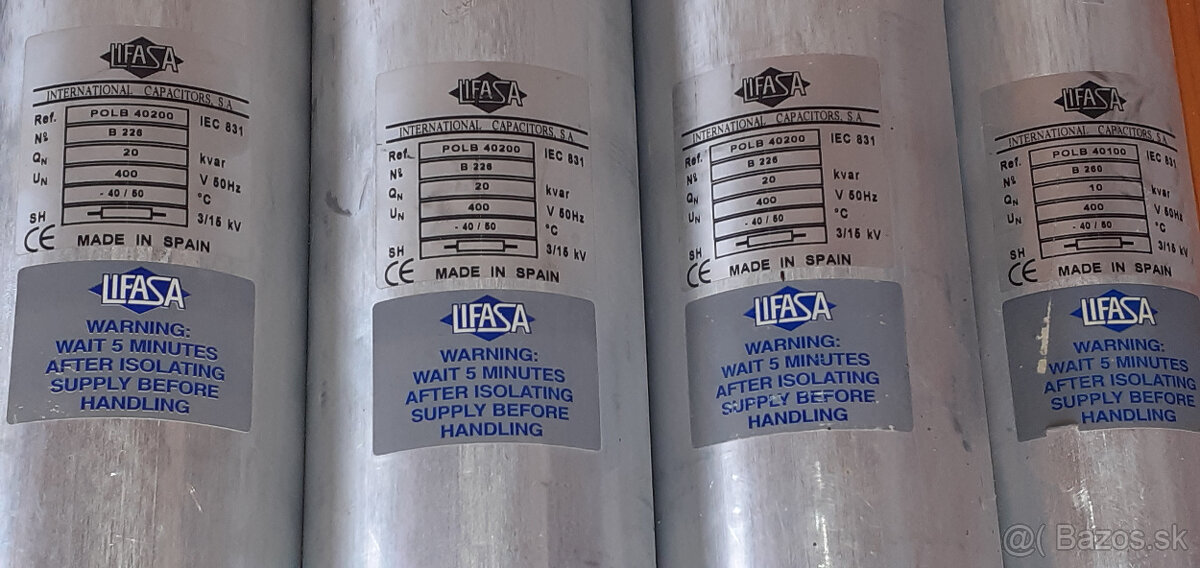 LIFASA
INTERNATIONAL CAPACITORS, S.A.
Ref. POLB 40200 IEC 831
Nº B 226
QN 20 kvar
UN 400 V 50Hz
- 40 / 50 °C
SH 3/15 kV
CE MADE IN SPAIN
LIFASA
WARNING:
WAIT 5 MINUTES
AFTER ISOLATING
SUPPLY BEFORE
HANDLING
LIFASA
INTERNATIONAL CAPACITORS, S.A.
Ref. POLB 40200 IEC 831
Nº B 226
QN 20 kvar
UN 400 V 50Hz
- 40 / 50 °C
SH 3/15 kV
CE MADE IN SPAIN
LIFASA
WARNING:
WAIT 5 MINUTES
AFTER ISOLATING
SUPPLY BEFORE
HANDLING
LIFASA
INTERNATIONAL CAPACITORS, S.A.
Ref. POLB 40200 IEC 831
Nº B 226
QN 20 kvar
UN 400 V 50Hz
- 40 / 50 °C
SH 3/15 kV
CE MADE IN SPAIN
LIFASA
WARNING:
WAIT 5 MINUTES
AFTER ISOLATING
SUPPLY BEFORE
HANDLING
LIFASA
INTERNATIONAL CAPACITORS, S.A.
Ref. POLB 40100 IEC 831
Nº B 260
QN 10 kvar
UN 400 V 50Hz
- 40 / 50 °C
SH 3/15 kV
CE MADE IN SPAIN
LIFASA
WARNING:
WAIT 5 MINUTES
AFTER ISOLATING
SUPPLY BEFORE
HANDLING
@( Bazos.sk